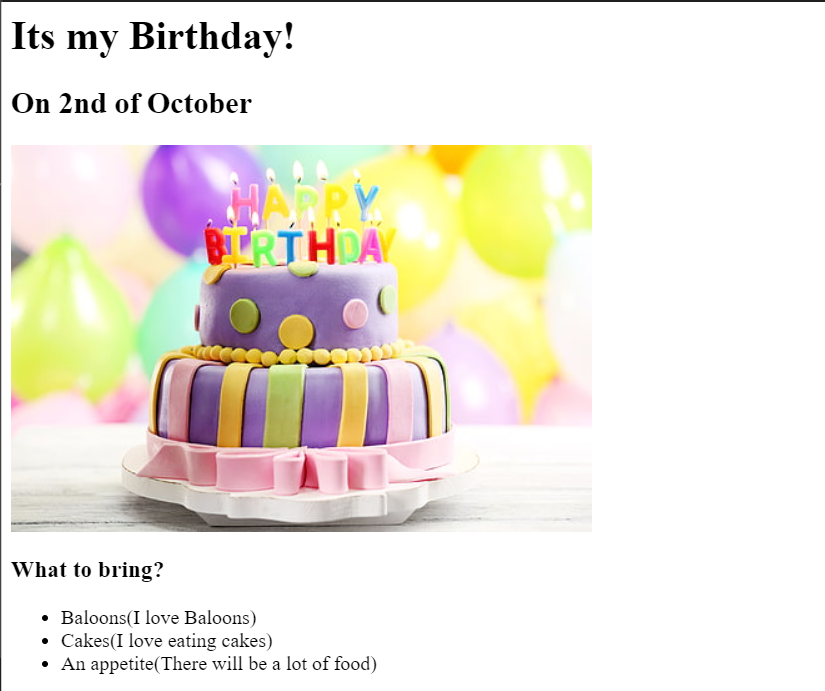 Its my Birthday!
On 2nd of October
HAPPY
BIRTHDAY
What to bring?
Baloons(I love Baloons)
Cakes(I love eating cakes)
An appetite(There will be a lot of food)